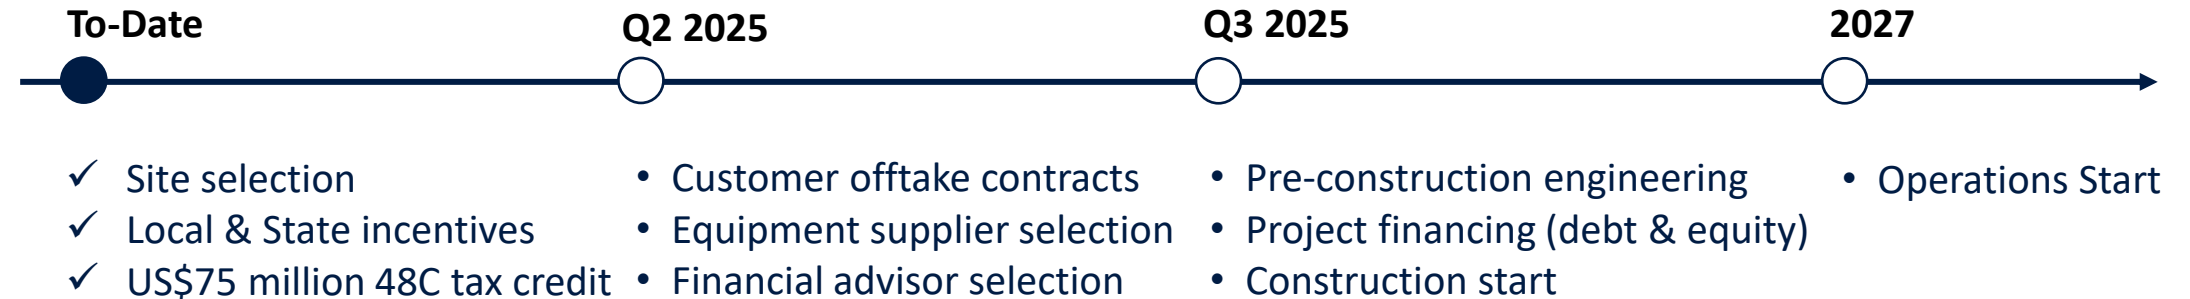 To-Date
Q2 2025
Q3 2025
2027
✓ Site selection
✓ Local & State incentives
✓ US$75 million 48C tax credit
• Customer offtake contracts
• Equipment supplier selection
• Financial advisor selection
• Pre-construction engineering
• Project financing (debt & equity)
• Construction start
• Operations Start